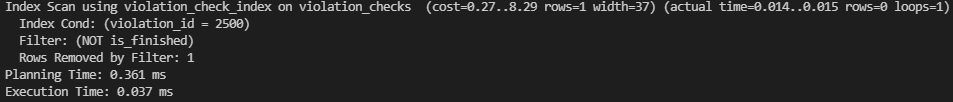 Index Scan using violation_check_index on violation_checks  (cost=0.27..8.29 rows=1 width=37) (actual time=0.014..0.015 rows=0 loops=1)
  Index Cond: (violation_id = 2500)
  Filter: (NOT is_finished)
  Rows Removed by Filter: 1
Planning Time: 0.361 ms
Execution Time: 0.037 ms